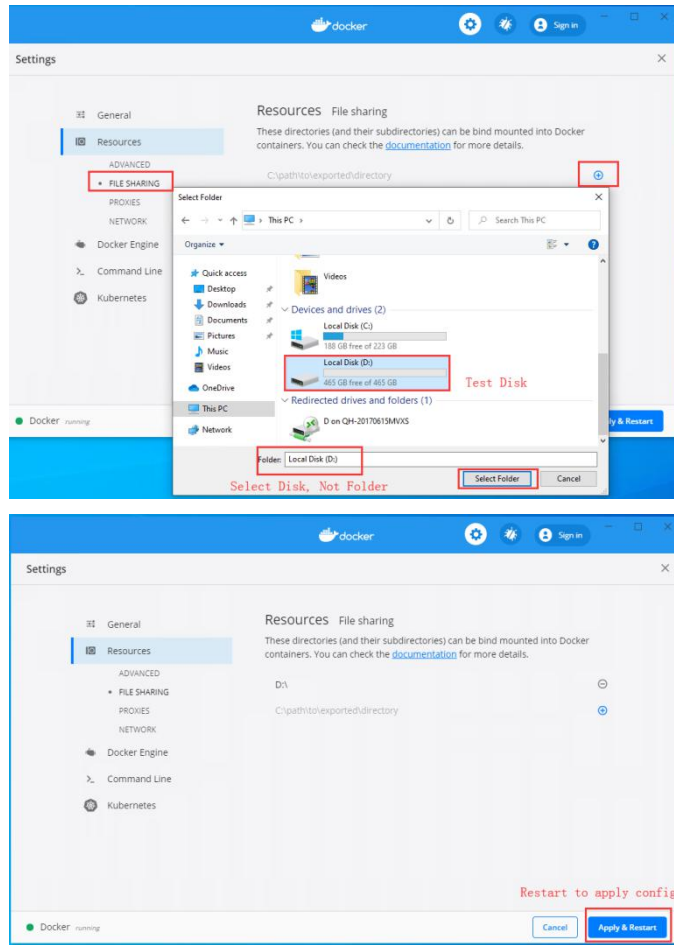 docker
Sign in
Settings
General
Resources
ADVANCED
FILE SHARING
PROXIES
NETWORK
Docker Engine
Command Line
Kubernetes
Resources File sharing
These directories (and their subdirectories) can be bind mounted into Docker
containers. You can check the documentation for more details.
C:\path\to\exported\directory
Select Folder
This PC
Search This PC
Organize
Quick access
Desktop
Downloads
Documents
Pictures
Music
Videos
OneDrive
This PC
Network
Videos
Devices and drives (2)
Local Disk (C:)
188 GB free of 223 GB
Local Disk (D:)
465 GB free of 465 GB
Test Disk
Redirected drives and folders (1)
D on QH-20170615MVXS
Folder: Local Disk (D:)
Select Disk, Not Folder
Select Folder
Cancel
Docker running
ly & Restart
docker
Sign in
Settings
General
Resources
ADVANCED
FILE SHARING
PROXIES
NETWORK
Docker Engine
Command Line
Kubernetes
Resources File sharing
These directories (and their subdirectories) can be bind mounted into Docker
containers. You can check the documentation for more details.
D:\
C:\path\to\exported\directory
Restart to apply config
Docker running
Cancel
Apply & Restart